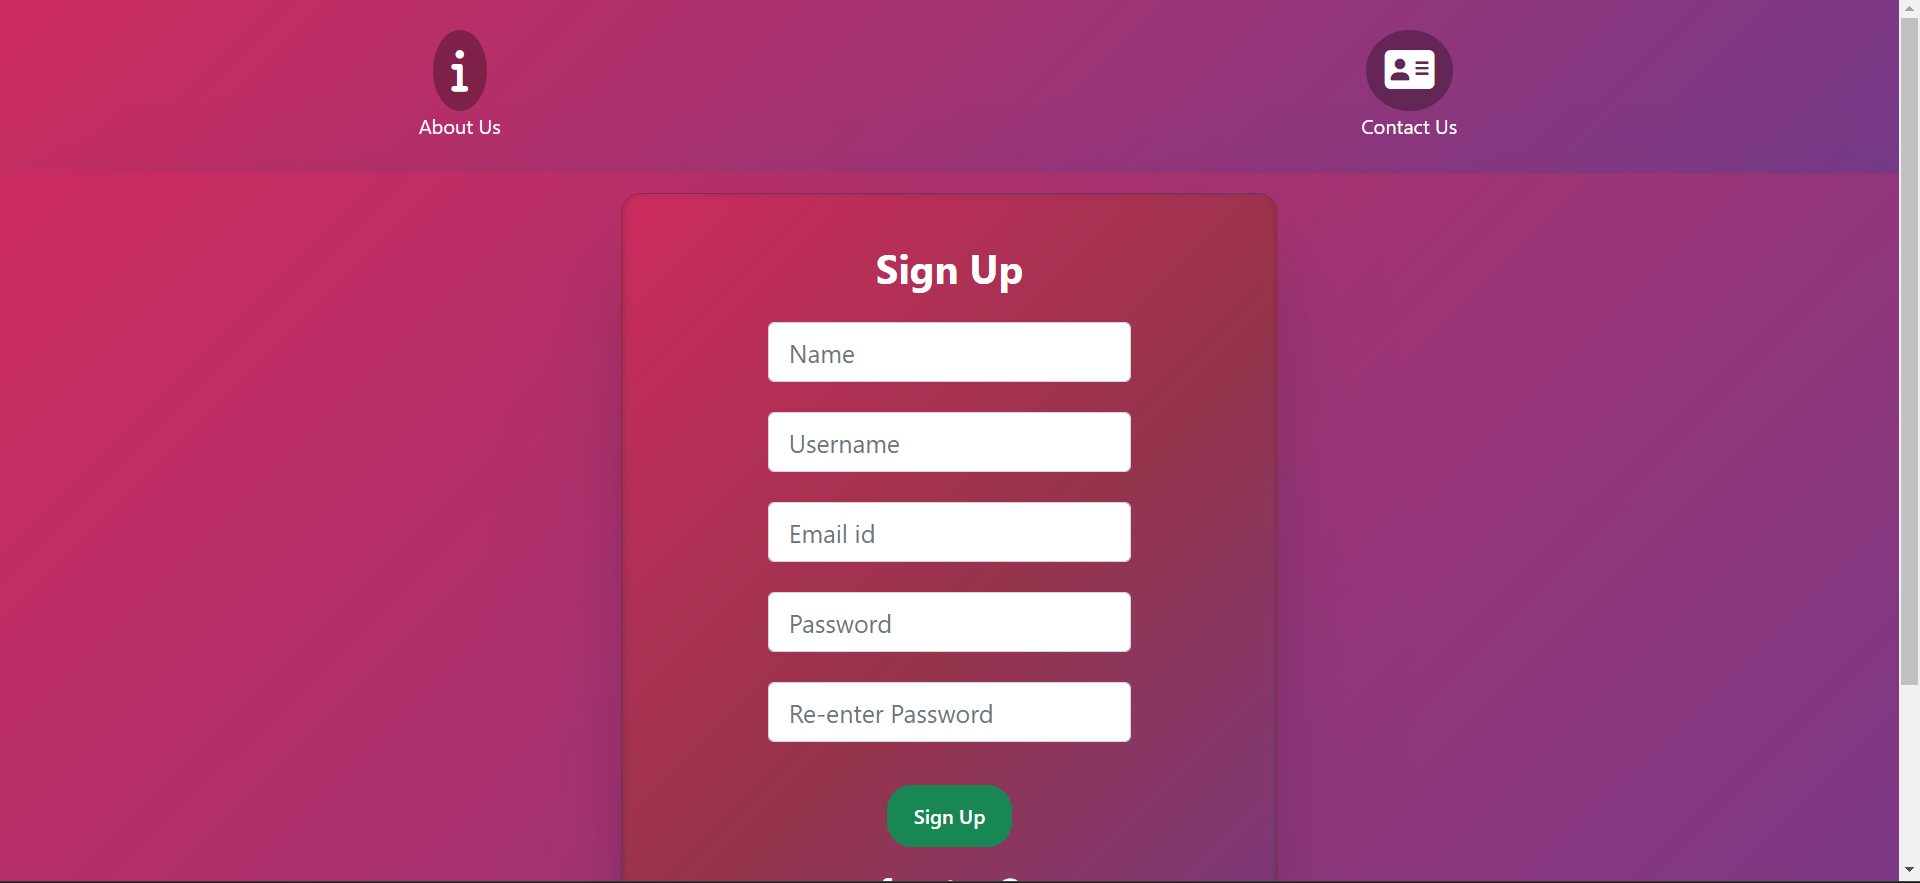 About Us
Contact Us
Sign Up
Name
Username
Email id
Password
Re-enter Password
Sign Up